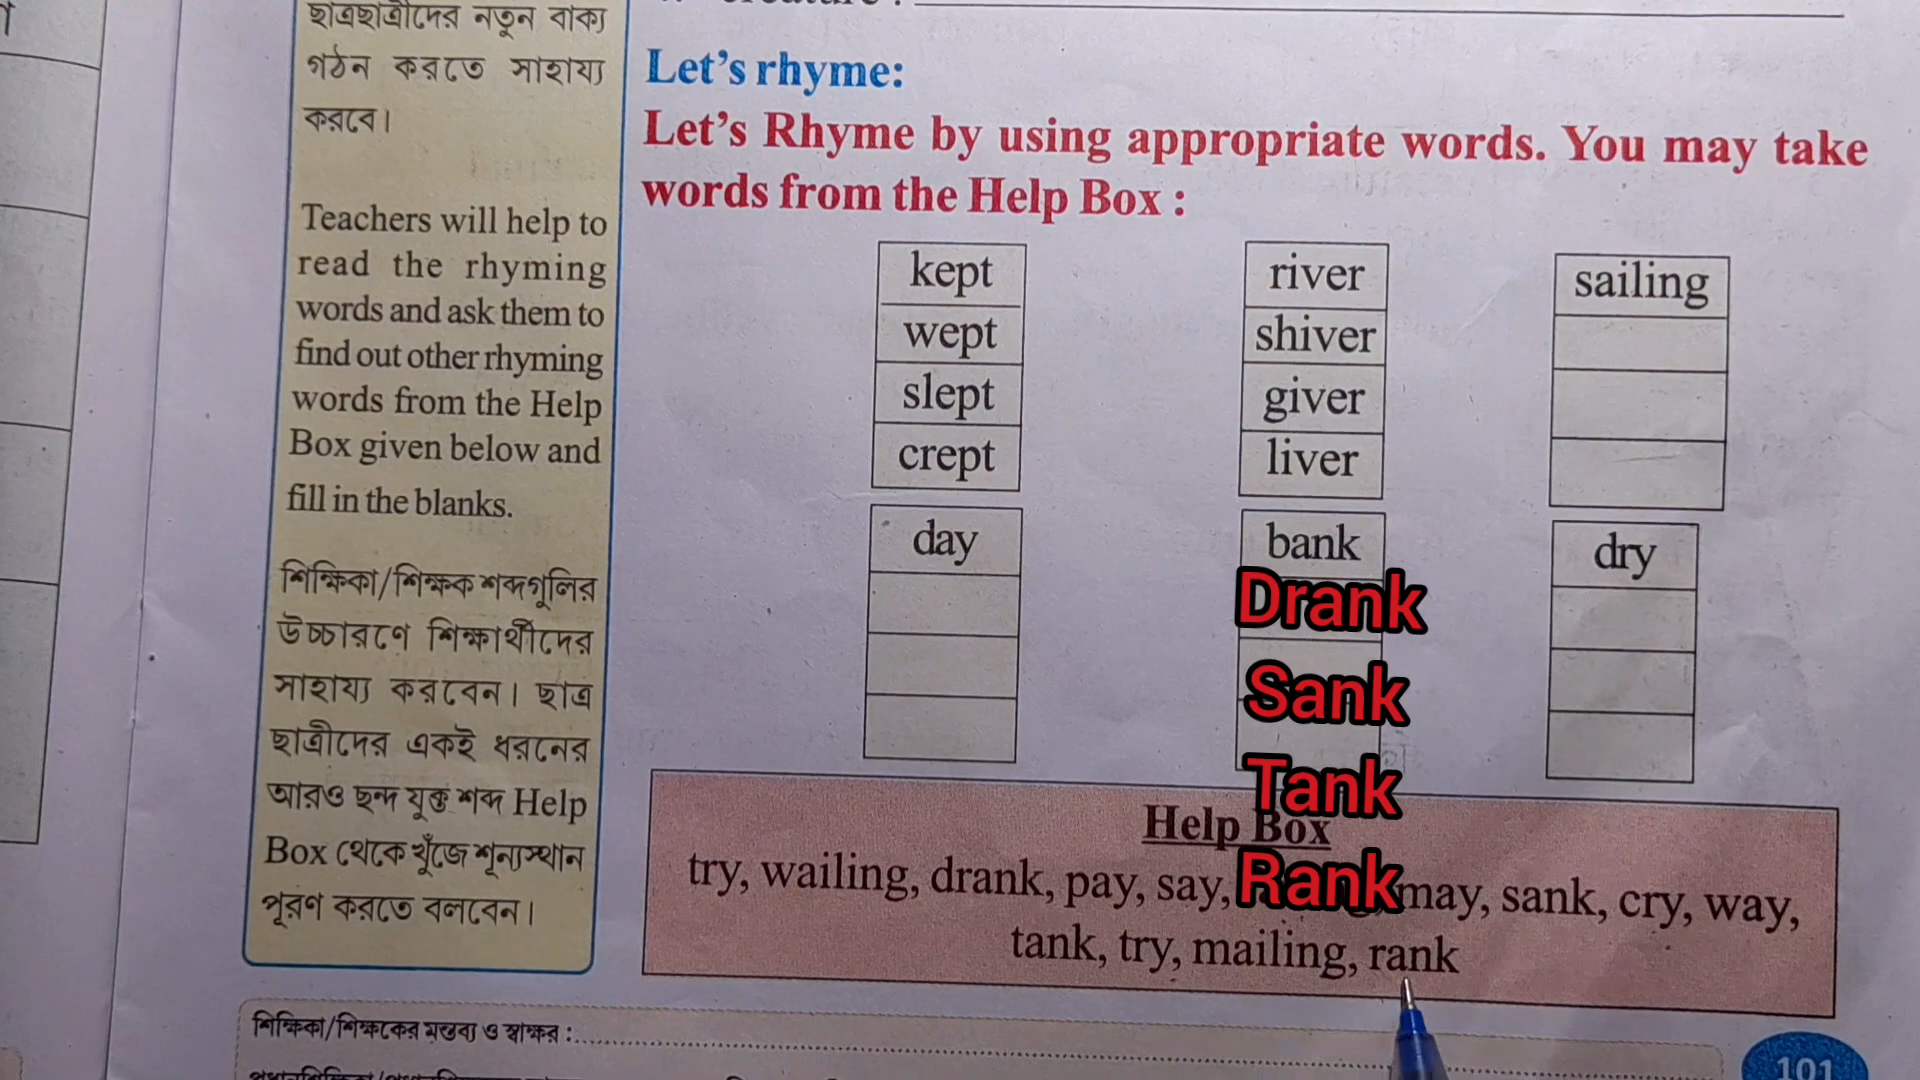 ছাত্রছাত্রীদের নতুন বাক্য
গঠন করতে সাহায্য
করবে।
Teachers will help to
read the rhyming
words and ask them to
find out other rhyming
words from the Help
Box given below and
fill in the blanks.
শিক্ষিকা/শিক্ষক শব্দগুলির
উচ্চারণে শিক্ষার্থীদের
সাহায্য করবেন। ছাত্র
ছাত্রীদের একই ধরনের
আরও ছন্দ যুক্ত শব্দ Help
Box থেকে খুঁজে শূন্যস্থান
পূরণ করতে বলবেন।
Let's rhyme:
Let's Rhyme by using appropriate words. You may take
words from the Help Box :
kept
wept
slept
crept
river
shiver
giver
liver
sailing
day
bank
Drank
Sank
Tank
Rank
dry
Help Box
try, wailing, drank, pay, say, may, sank, cry, way,
tank, try, mailing, rank
শিক্ষিকা/শিক্ষকের মন্তব্য ও স্বাক্ষর :
101